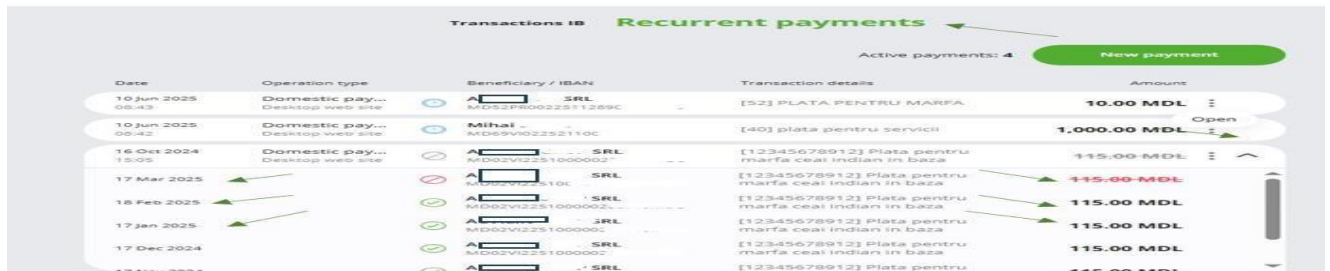 Transactions IB Recurrent payments
Active payments: 4 New payment
Date Operation type Beneficiary / IBAN Transaction details Amount
10 Jun 2025 Domestic pay... A SRL [52] PLATA PENTRU MARFA 10.00 MDL
08:43 Desktop web site
Open
10 Jun 2025 Domestic pay... Mihai [40] plata pentru servicii 1,000.00 MDL
08:42 Desktop web site
16 Oct 2024 Domestic pay... A SRL [12345678912] Plata pentru 115.00 MDL
15:05 Desktop web site marfa ceai indian in baza
17 Mar 2025 A SRL [12345678912] Plata pentru 115.00 MDL
marfa ceai indian in baza
18 Feb 2025 A SRL [12345678912] Plata pentru 115.00 MDL
marfa ceai indian in baza
17 Jan 2025 A SRL [12345678912] Plata pentru 115.00 MDL
marfa ceai indian in baza
17 Dec 2024 A SRL [12345678912] Plata pentru 115.00 MDL
marfa ceai indian in baza
SRL [12345678912] Plata pentru